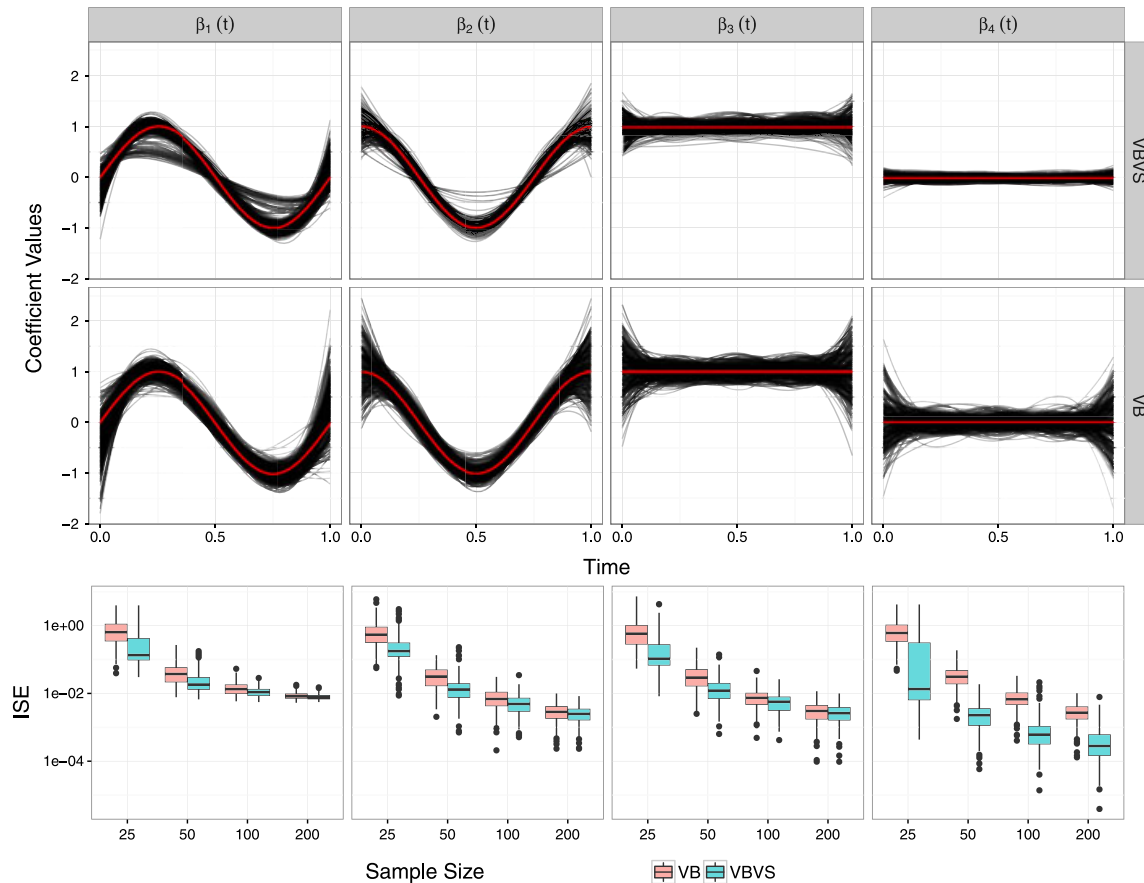 β₁ (t) β₂ (t) β₃ (t) β₄ (t)
2
1
0
−1
−2
VBVS
Coefficient Values
2
1
0
−1
−2
VB
0.0 0.5 1.0 0.0 0.5 1.0 0.0 0.5 1.0 0.0 0.5 1.0
Time
1e+00
1e−02
1e−04
ISE
25 50 100 200 25 50 100 200 25 50 100 200 25 50 100 200
Sample Size
VB VBVS